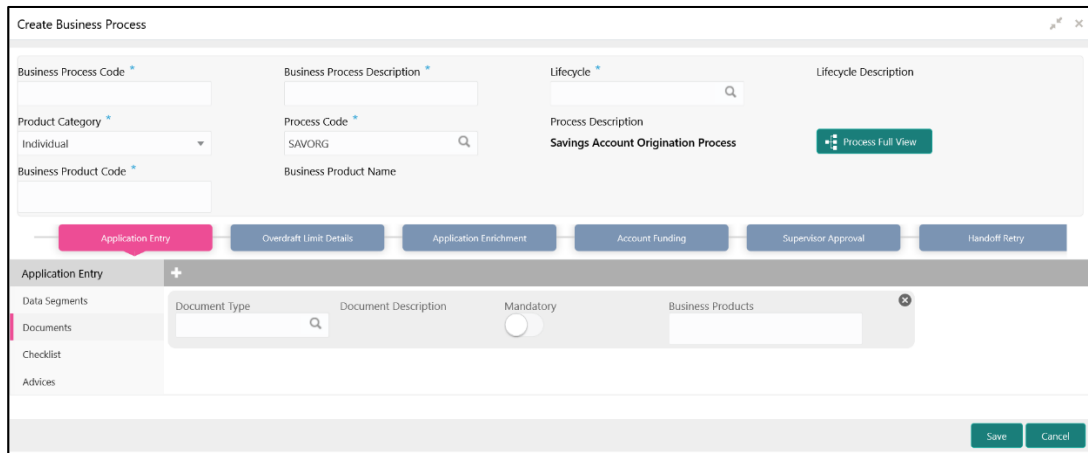 Create Business Process
Business Process Code * Business Process Description * Lifecycle * Lifecycle Description
Product Category * Process Code * Process Description
Individual SAVORG Savings Account Origination Process Process Full View
Business Product Code * Business Product Name
Application Entry Overdraft Limit Details Application Enrichment Account Funding Supervisor Approval Handoff Retry
Application Entry
Data Segments
Document Type Document Description Mandatory Business Products
Documents
Checklist
Advices
Save Cancel